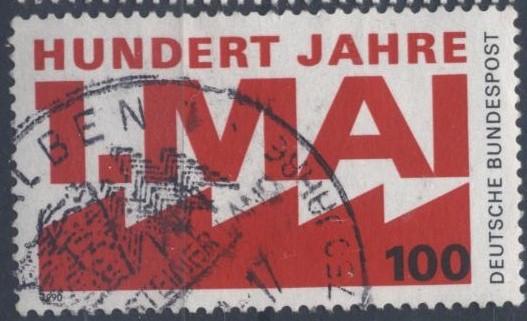 HUNDERT JAHRE
1.MAI
100
DEUTSCHE BUNDESPOST
1990